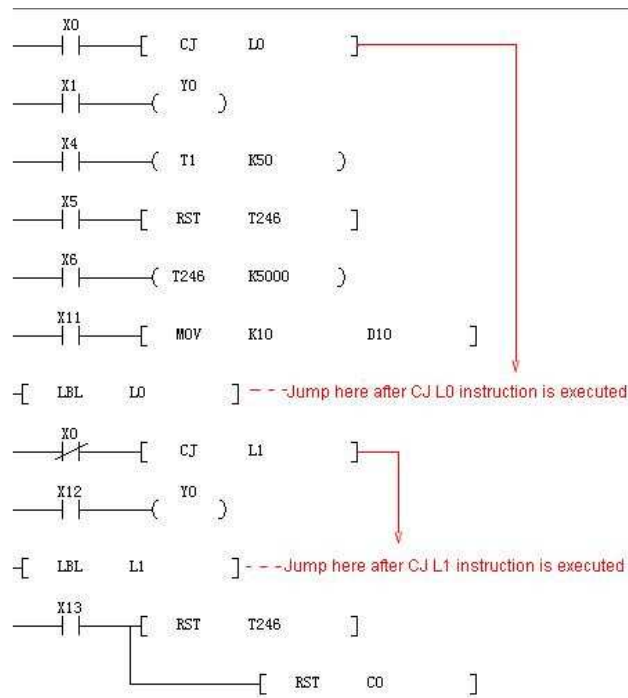 X0
CJ L0
X1
Y0
X4
T1 K50
X5
RST T246
X6
T246 K5000
X11
MOV K10 D10
LBL L0
Jump here after CJ L0 instruction is executed
X0
CJ L1
X12
Y0
LBL L1
Jump here after CJ L1 instruction is executed
X13
RST T246
RST C0